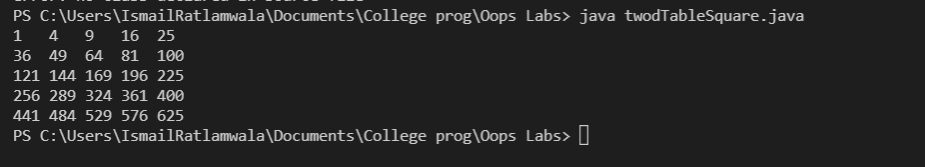 PS C:\Users\IsmailRatlamwala\Documents\College prog\Oops Labs> java twodTableSquare.java
1 4 9 16 25
36 49 64 81 100
121 144 169 196 225
256 289 324 361 400
441 484 529 576 625
PS C:\Users\IsmailRatlamwala\Documents\College prog\Oops Labs>